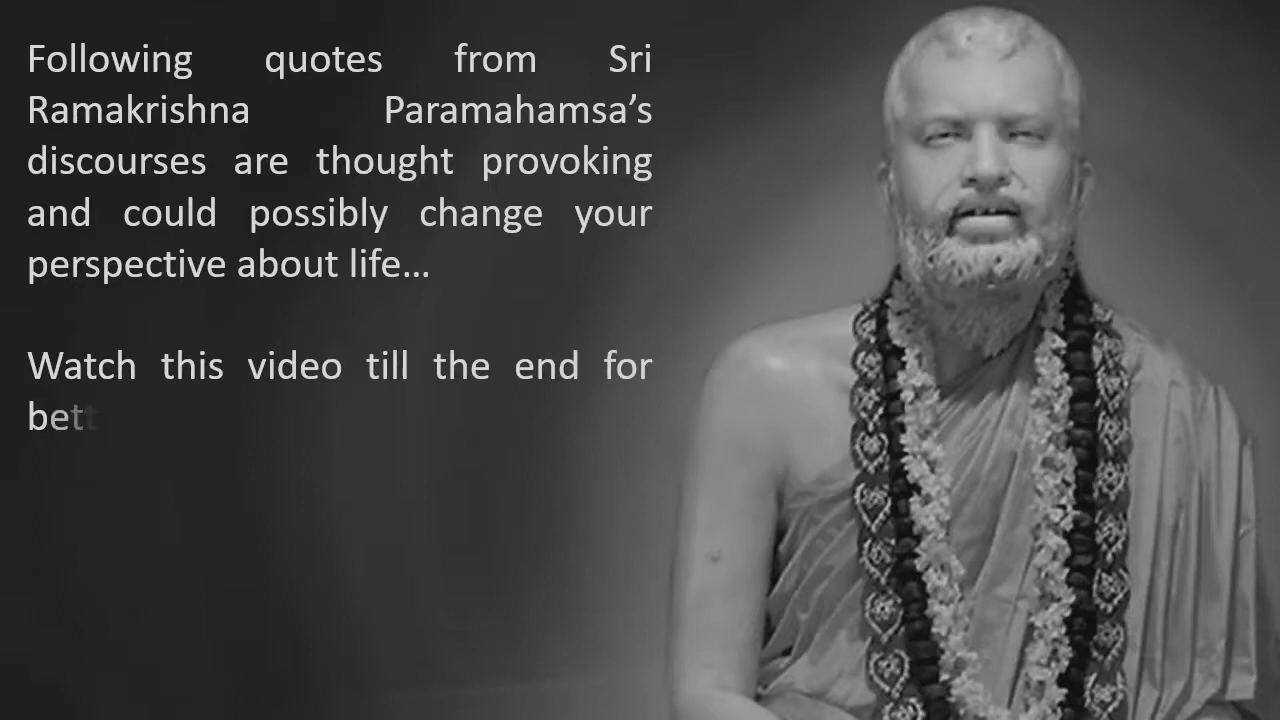 Following quotes from Sri
Ramakrishna Paramahamsa’s
discourses are thought provoking
and could possibly change your
perspective about life…
Watch this video till the end for
bett